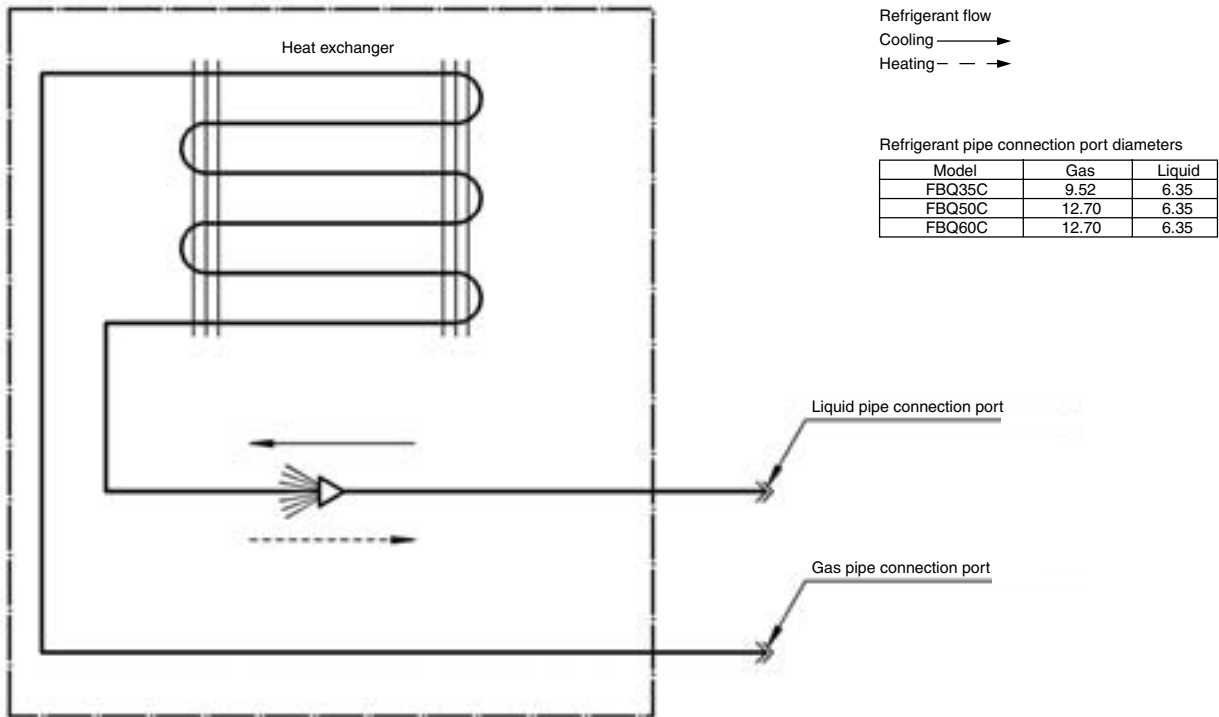 Heat exchanger
Refrigerant flow
Cooling
Heating
Refrigerant pipe connection port diameters
Model Gas Liquid
FBQ35C 9.52 6.35
FBQ50C 12.70 6.35
FBQ60C 12.70 6.35
Liquid pipe connection port
Gas pipe connection port